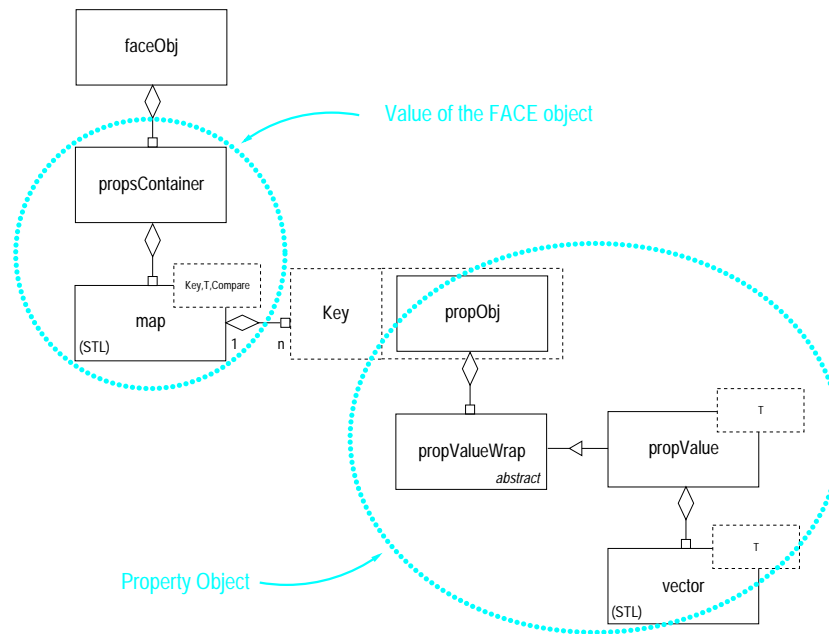 faceObj
Value of the FACE object
propsContainer
Key,T,Compare
map
(STL)
1
n
Key
propObj
propValueWrap
abstract
T
propValue
T
vector
(STL)
Property Object